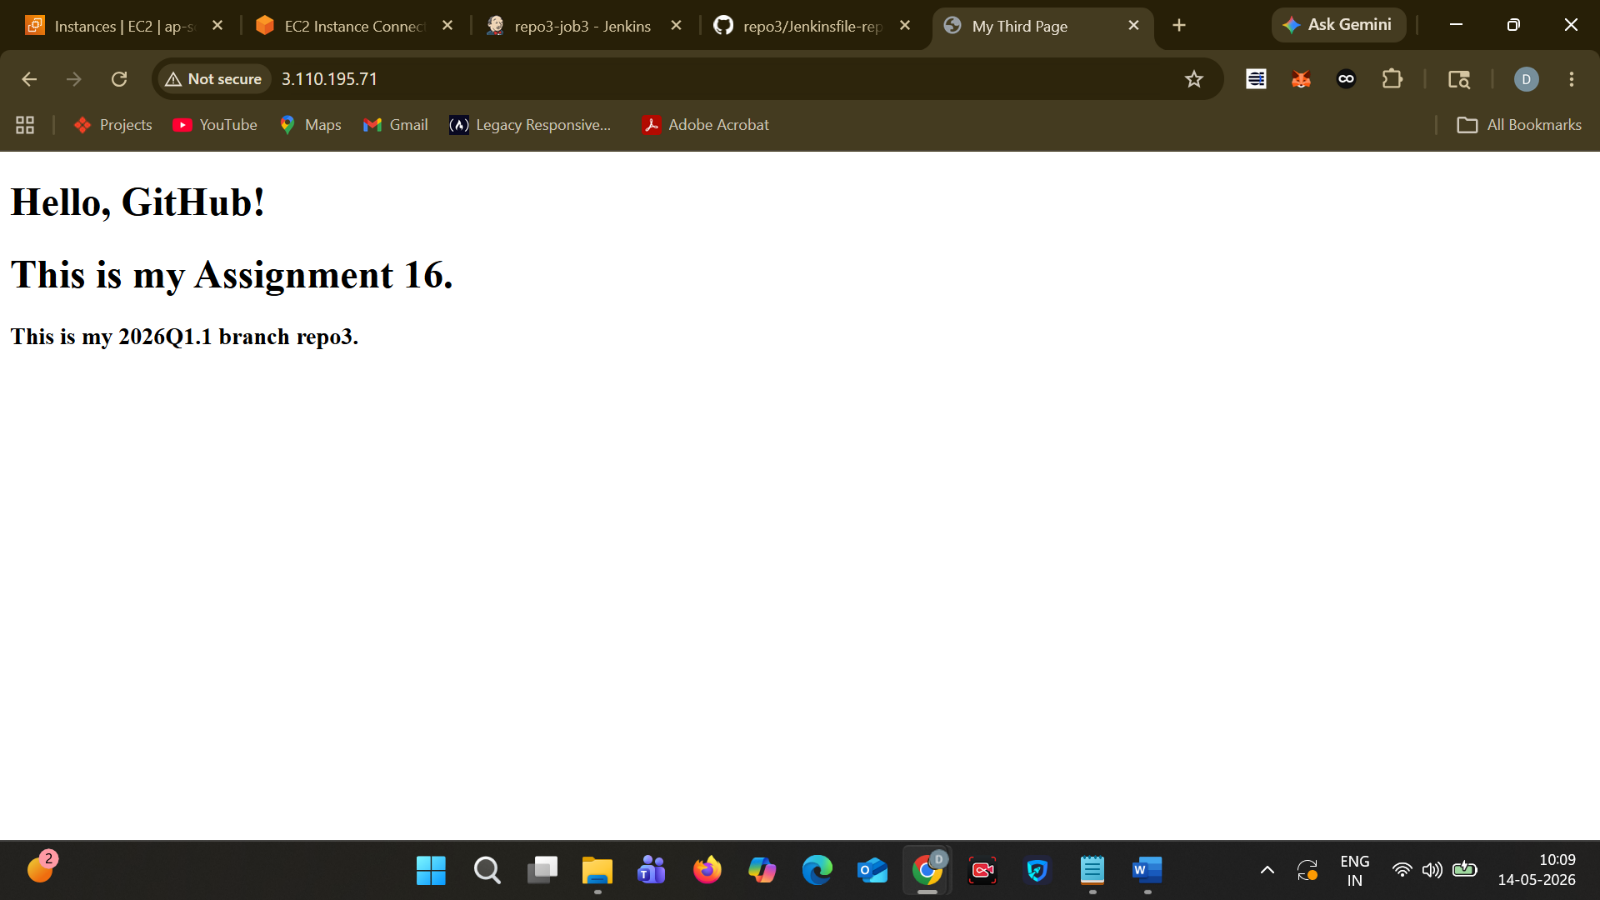 Instances | EC2 | ap-s
EC2 Instance Connect
repo3-job3 - Jenkins
repo3/Jenkinsfile-rep
My Third Page
Ask Gemini
Not secure
3.110.195.71
D
Projects
YouTube
Maps
Gmail
Legacy Responsive...
Adobe Acrobat
All Bookmarks
Hello, GitHub!
This is my Assignment 16.
This is my 2026Q1.1 branch repo3.
2
D
ENG
IN
10:09
14-05-2026